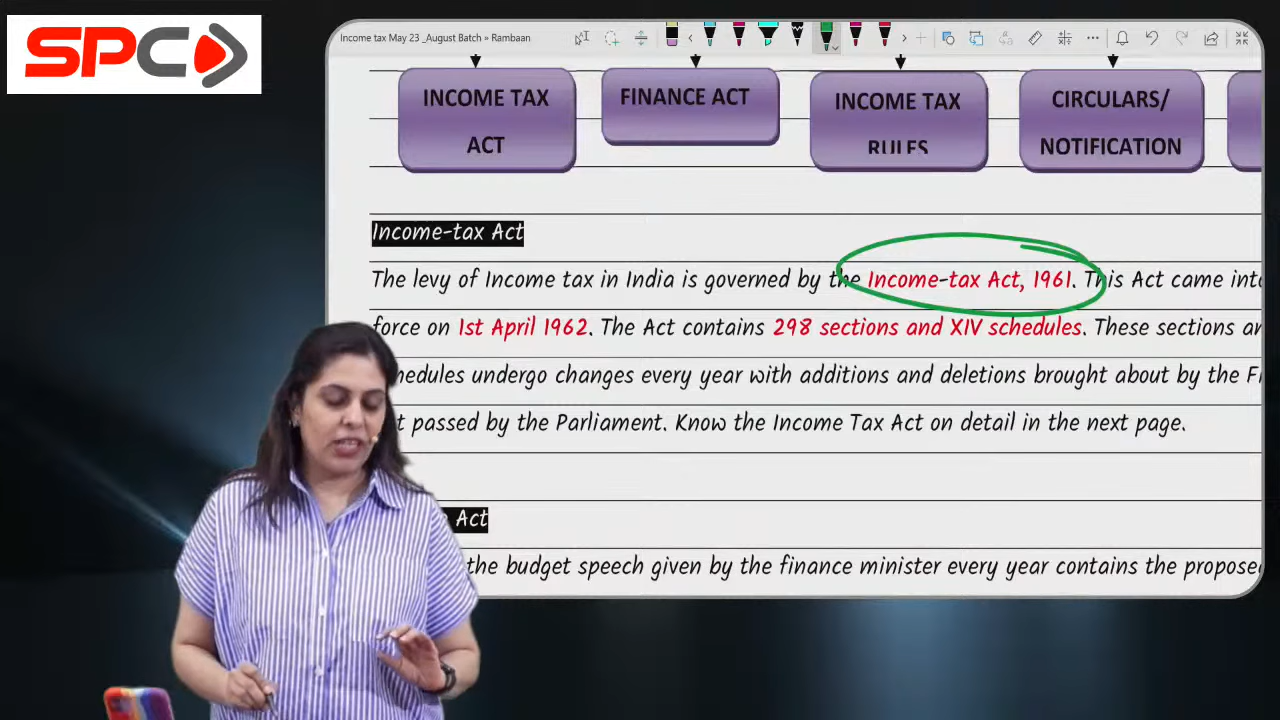 SPC
Income tax May 23 _August Batch » Rambaan
INCOME TAX
ACT
FINANCE ACT
INCOME TAX
RULES
CIRCULARS/
NOTIFICATION
Income-tax Act
The levy of Income tax in India is governed by the Income-tax Act, 1961. This Act came into
force on 1st April 1962. The Act contains 298 sections and XIV schedules. These sections
hedules undergo changes every year with additions and deletions brought about by the
passed by the Parliament. Know the Income Tax Act on detail in the next page.
Act
the budget speech given by the finance minister every year contains the propose